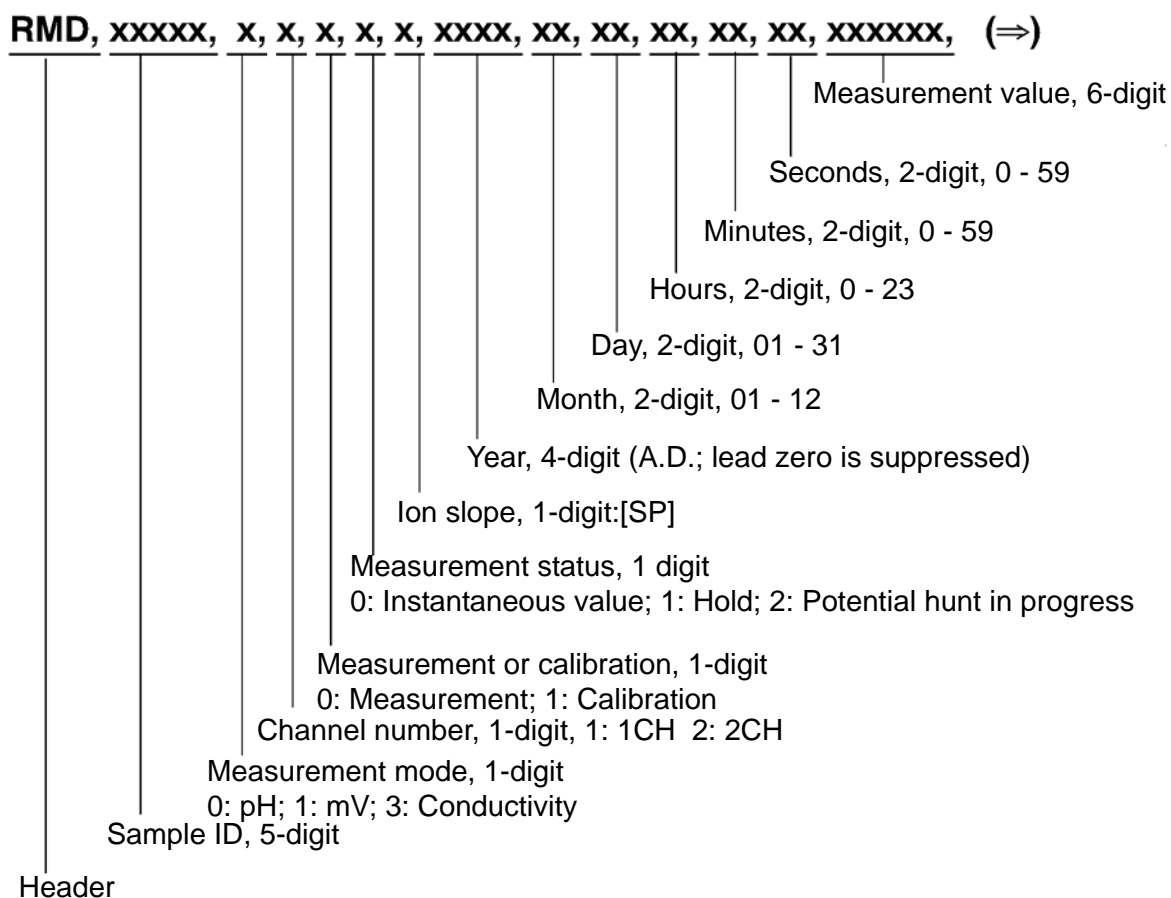 RMD, xxxxx, x, x, x, x, x, xxxx, xx, xx, xx, xx, xx, xxxxxx, (⇒)
Measurement value, 6-digit
Seconds, 2-digit, 0 - 59
Minutes, 2-digit, 0 - 59
Hours, 2-digit, 0 - 23
Day, 2-digit, 01 - 31
Month, 2-digit, 01 - 12
Year, 4-digit (A.D.; lead zero is suppressed)
Ion slope, 1-digit:[SP]
Measurement status, 1 digit
0: Instantaneous value; 1: Hold; 2: Potential hunt in progress
Measurement or calibration, 1-digit
0: Measurement; 1: Calibration
Channel number, 1-digit, 1: 1CH 2: 2CH
Measurement mode, 1-digit
0: pH; 1: mV; 3: Conductivity
Sample ID, 5-digit
Header